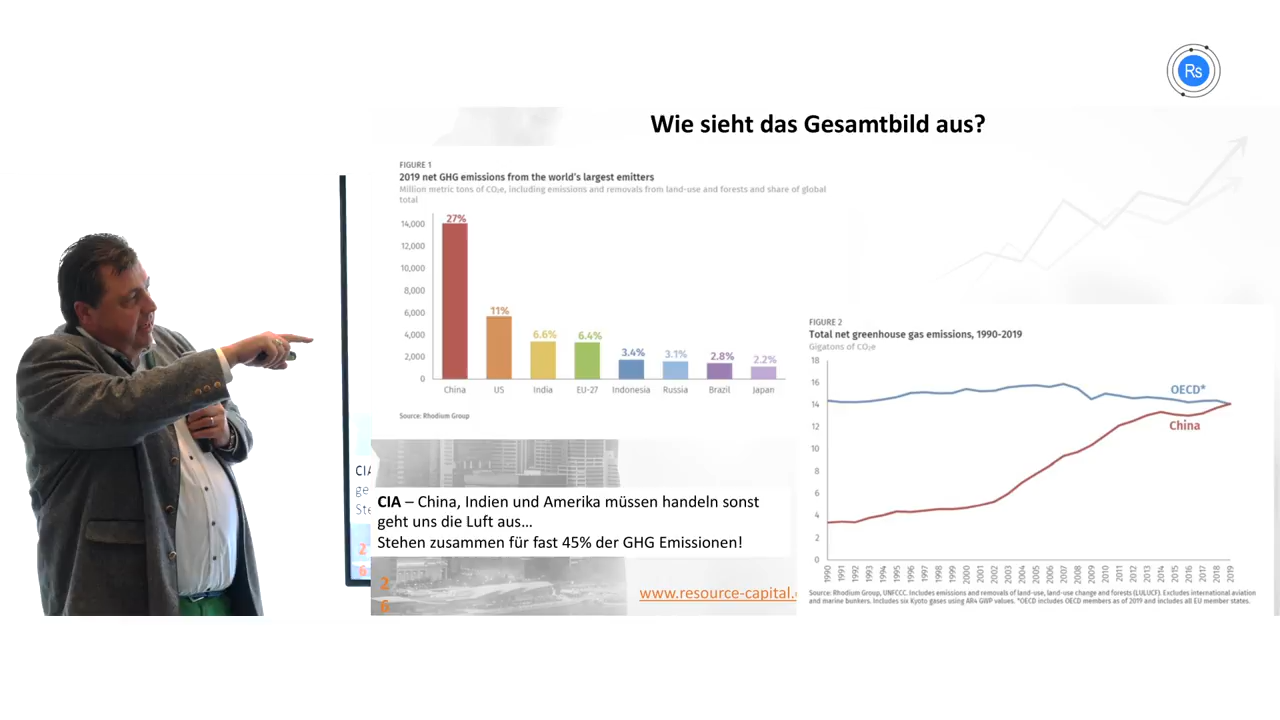 Rs
Wie sieht das Gesamtbild aus?
FIGURE 1
2019 net GHG emissions from the world's largest emitters
Million metric tons of CO₂e, including emissions and removals from land-use and forests and share of global
total
14,000
12,000
10,000
8,000
6,000
4,000
2,000
0
27%
11%
6.6%
6.4%
3.4%
3.1%
2.8%
2.2%
China US India EU-27 Indonesia Russia Brazil Japan
Source: Rhodium Group
CIA – China, Indien und Amerika müssen handeln sonst
geht uns die Luft aus…
Stehen zusammen für fast 45% der GHG Emissionen!
CIA
ge
Ste
2
6
2
6
www.resource-capital.
FIGURE 2
Total net greenhouse gas emissions, 1990-2019
Gigatons of CO₂e
18
16
14
12
10
8
6
4
2
0
OECD*
China
1990 1991 1992 1993 1994 1995 1996 1997 1998 1999 2000 2001 2002 2003 2004 2005 2006 2007 2008 2009 2010 2011 2012 2013 2014 2015 2016 2017 2018 2019
Source: Rhodium Group, UNFCCC. Includes emissions and removals of land-use, land-use change and forests (LULUCF). Excludes international aviation
and marine bunkers. Includes six Kyoto gases using AR4 GWP values. *OECD includes OECD members as of 2019 and includes all EU member states.